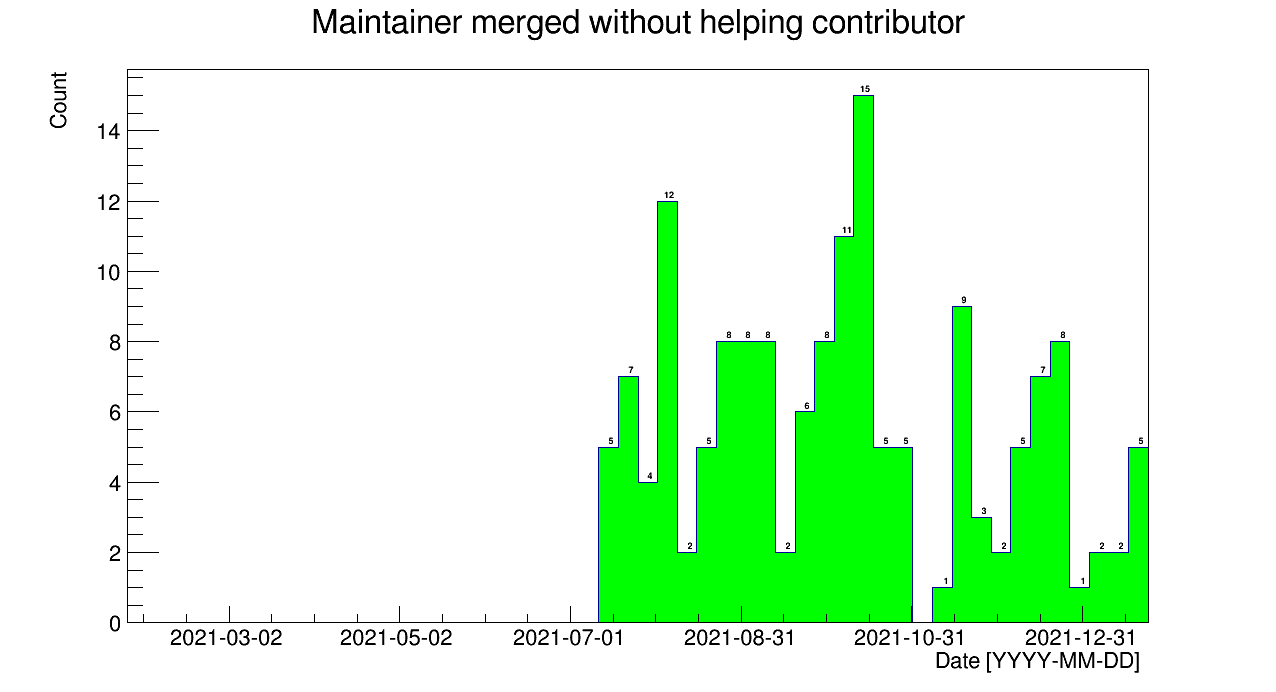 Maintainer merged without helping contributor
Count
14
12
10
8
6
4
2
0
5 7 4 12 2 5 8 8 8 2 6 8 11 15 5 5 1 9 3 2 5 7 8 1 2 2 5
2021-03-02 2021-05-02 2021-07-01 2021-08-31 2021-10-31 2021-12-31
Date [YYYY-MM-DD]